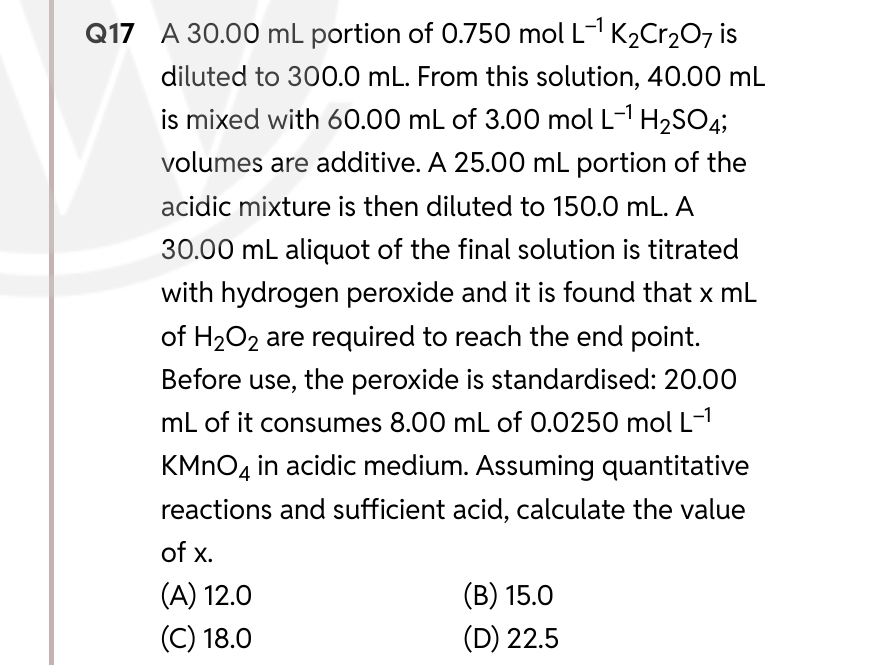 Q17 A 30.00 mL portion of 0.750 mol L⁻¹ K₂Cr₂O₇ is
diluted to 300.0 mL. From this solution, 40.00 mL
is mixed with 60.00 mL of 3.00 mol L⁻¹ H₂SO₄;
volumes are additive. A 25.00 mL portion of the
acidic mixture is then diluted to 150.0 mL. A
30.00 mL aliquot of the final solution is titrated
with hydrogen peroxide and it is found that x mL
of H₂O₂ are required to reach the end point.
Before use, the peroxide is standardised: 20.00
mL of it consumes 8.00 mL of 0.0250 mol L⁻¹
KMnO₄ in acidic medium. Assuming quantitative
reactions and sufficient acid, calculate the value
of x.
(A) 12.0 (B) 15.0
(C) 18.0 (D) 22.5